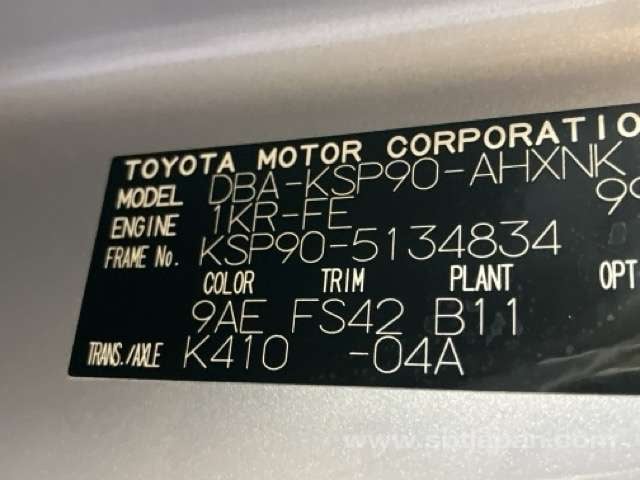 TOYOTA MOTOR CORPORATIO
MODEL DBA-KSP90-AHXNK
ENGINE 1KR-FE 99
FRAME No. KSP90-5134834
COLOR TRIM PLANT OPT
9AE FS42 B11
TRANS./AXLE K410 -04A
www.sbtjapan.com